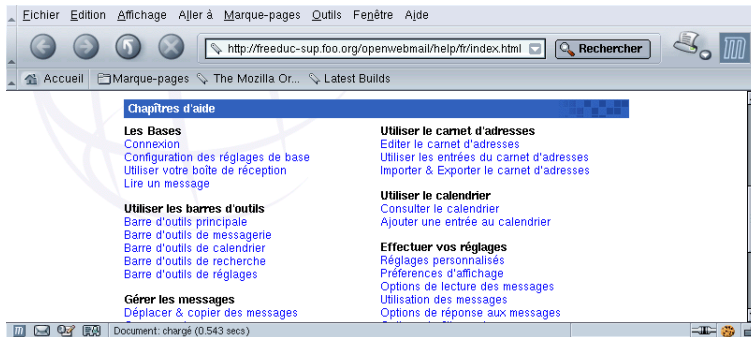 Fichier Edition Affichage Aller à Marque-pages Outils Fenêtre Aide
http://freeduc-sup.foo.org/openwebmail/help/fr/index.html Rechercher
Accueil Marque-pages The Mozilla Or... Latest Builds
Chapîtres d'aide
Les Bases
Connexion
Configuration des réglages de base
Utiliser votre boîte de réception
Lire un message
Utiliser les barres d'outils
Barre d'outils principale
Barre d'outils de messagerie
Barre d'outils de calendrier
Barre d'outils de recherche
Barre d'outils de réglages
Gérer les messages
Déplacer & copier des messages
Utiliser le carnet d'adresses
Editer le carnet d'adresses
Utiliser les entrées du carnet d'adresses
Importer & Exporter le carnet d'adresses
Utiliser le calendrier
Consulter le calendrier
Ajouter une entrée au calendrier
Effectuer vos réglages
Réglages personnalisés
Préferences d'affichage
Options de lecture des messages
Utilisation des messages
Options de réponse aux messages
Document: chargé (0.543 secs)